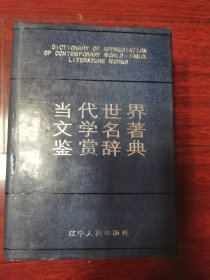 DICTIONARY OF APPRECIATION
OF CONTEMPORARY WORLD-FAMOUS
LITERATURE WORKS
当代世界
文学名著
鉴赏辞典
辽宁人民出版社